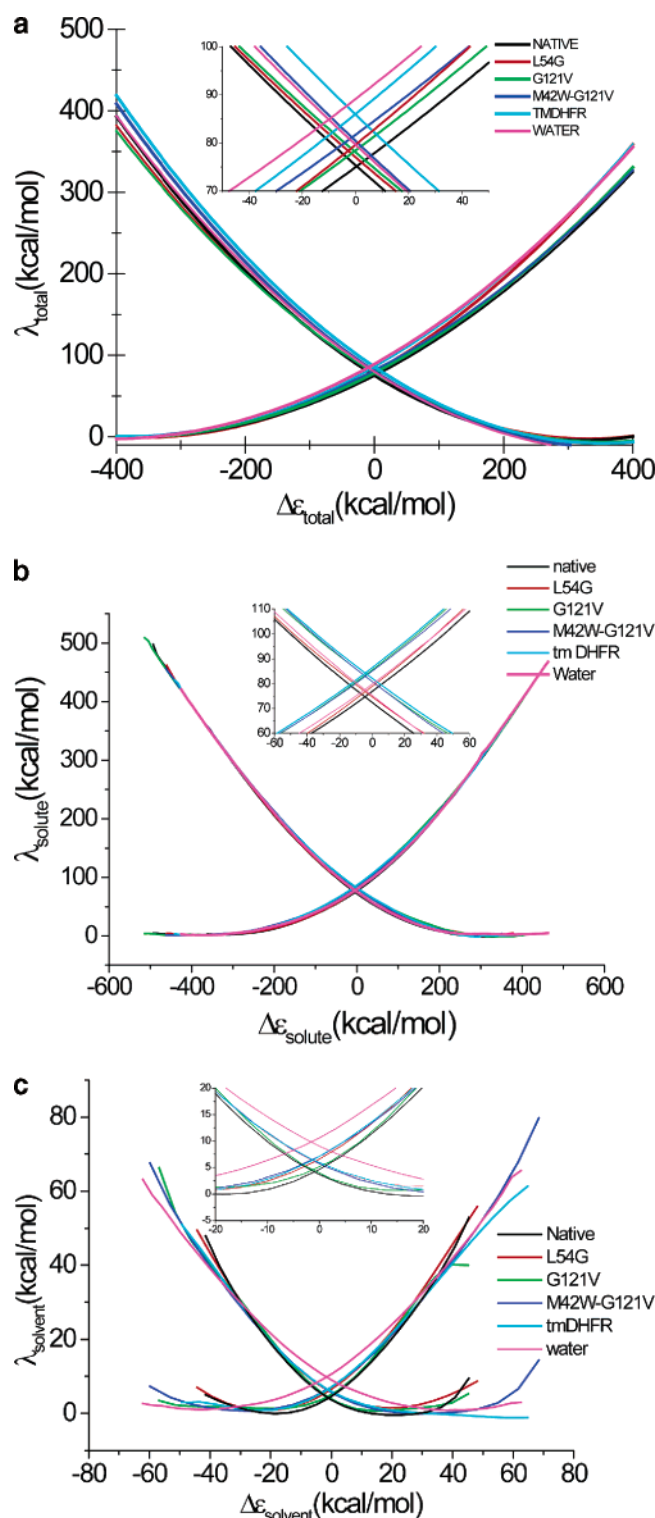 a
500
400
300
200
100
0
λtotal(kcal/mol)
100
90
80
70
-40 -20 0 20 40
NATIVE
L54G
G121V
M42W-G121V
TMDHFR
WATER
-400 -200 0 200 400
Δεtotal(kcal/mol)
b
500
400
300
200
100
0
λsolute(kcal/mol)
110
100
90
80
70
60
-60 -40 -20 0 20 40 60
native
L54G
G121V
M42W-G121V
tm DHFR
Water
-600 -400 -200 0 200 400 600
Δεsolute(kcal/mol)
c
80
60
40
20
0
λsolvent(kcal/mol)
20
15
10
5
0
-5
-20 -10 0 10 20
Native
L54G
G121V
M42W-G121V
tmDHFR
water
-80 -60 -40 -20 0 20 40 60 80
Δεsolvent(kcal/mol)